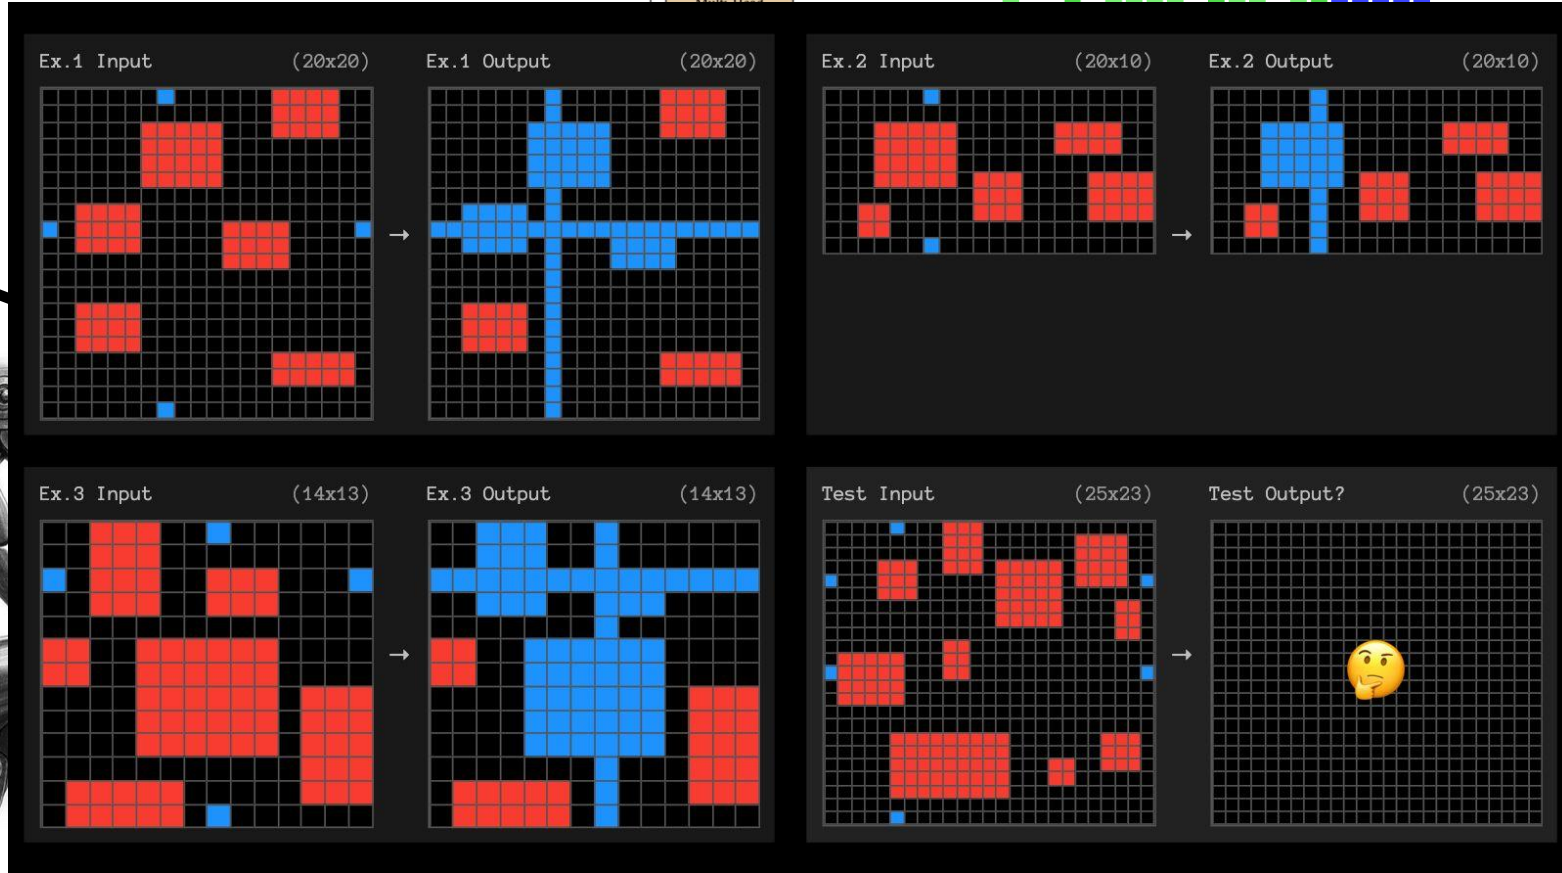 Ex.1 Input (20x20) Ex.1 Output (20x20)
Ex.2 Input (20x10) Ex.2 Output (20x10)
→
→
Ex.3 Input (14x13) Ex.3 Output (14x13)
Test Input (25x23) Test Output? (25x23)
→
→